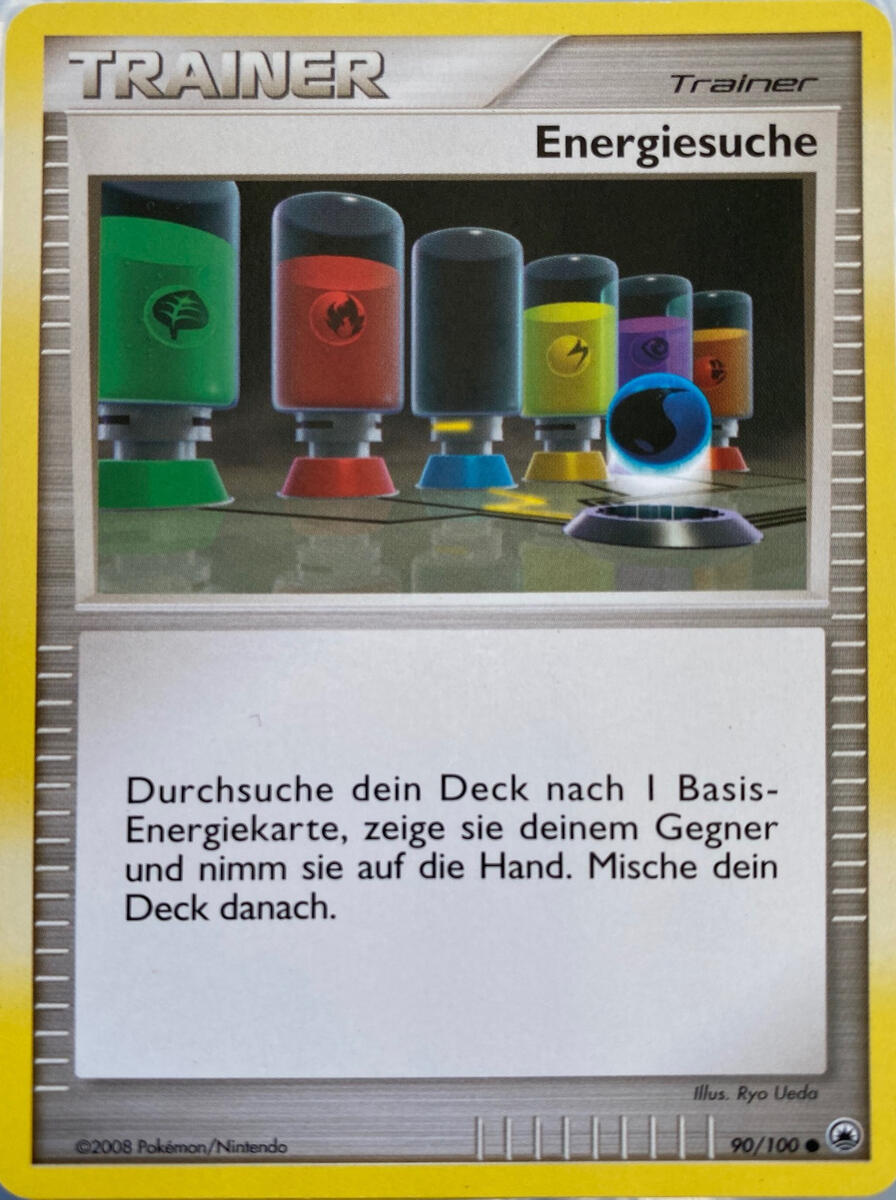 TRAINER
Trainer
Energiesuche
Durchsuche dein Deck nach 1 Basis-
Energiekarte, zeige sie deinem Gegner
und nimm sie auf die Hand. Mische dein
Deck danach.
Illus. Ryo Ueda
©2008 Pokémon/Nintendo
90/100